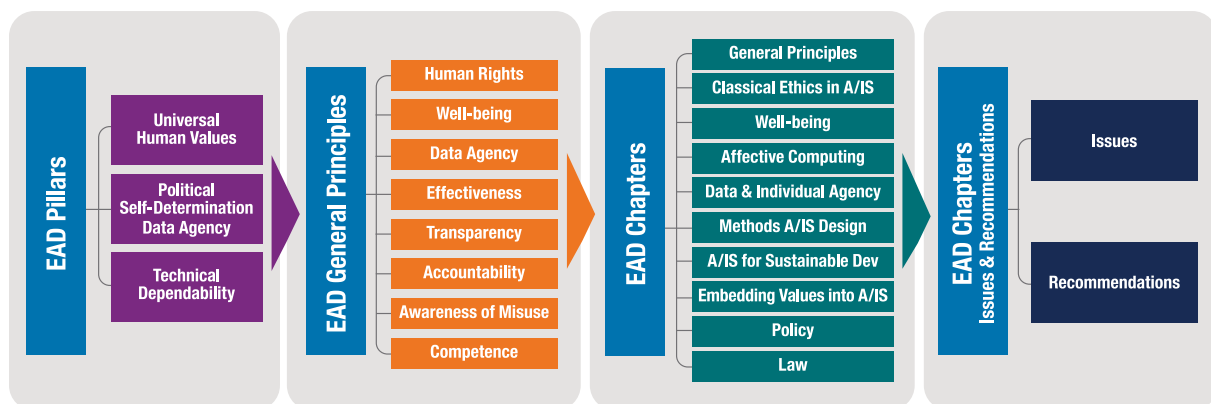 EAD Pillars
Universal
Human Values
Political
Self-Determination
Data Agency
Technical
Dependability
EAD General Principles
Human Rights
Well-being
Data Agency
Effectiveness
Transparency
Accountability
Awareness of Misuse
Competence
EAD Chapters
General Principles
Classical Ethics in A/IS
Well-being
Affective Computing
Data & Individual Agency
Methods A/IS Design
A/IS for Sustainable Dev
Embedding Values into A/IS
Policy
Law
EAD Chapters
Issues & Recommendations
Issues
Recommendations